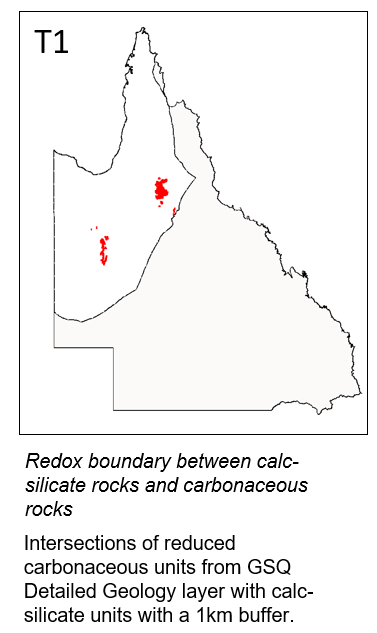 T1
Redox boundary between calc-
silicate rocks and carbonaceous
rocks
Intersections of reduced
carbonaceous units from GSQ
Detailed Geology layer with calc-
silicate units with a 1km buffer.